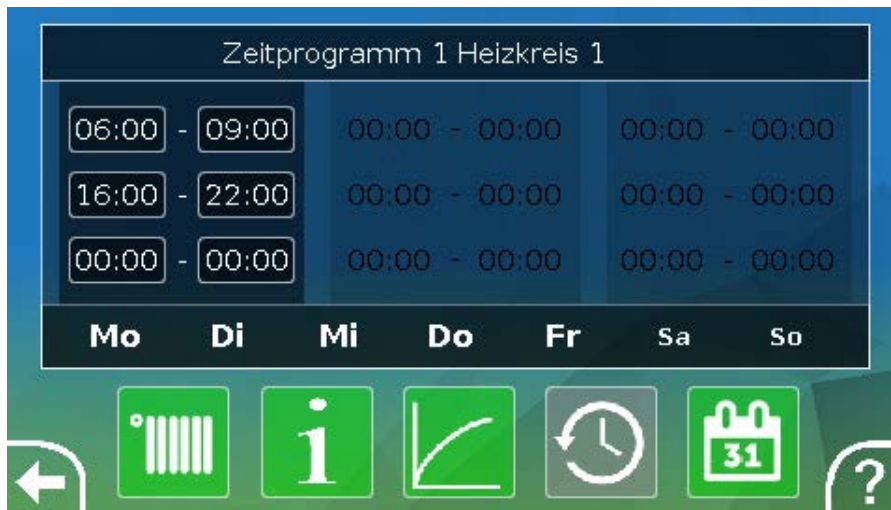 Zeitprogramm 1 Heizkreis 1
06:00 - 09:00 00:00 - 00:00 00:00 - 00:00
16:00 - 22:00 00:00 - 00:00 00:00 - 00:00
00:00 - 00:00 00:00 - 00:00 00:00 - 00:00
Mo Di Mi Do Fr Sa So
i 31
?